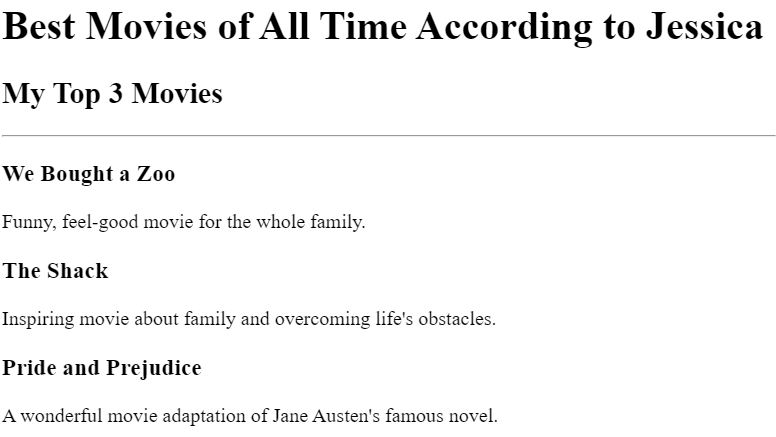 Best Movies of All Time According to Jessica
My Top 3 Movies
We Bought a Zoo
Funny, feel-good movie for the whole family.
The Shack
Inspiring movie about family and overcoming life's obstacles.
Pride and Prejudice
A wonderful movie adaptation of Jane Austen's famous novel.